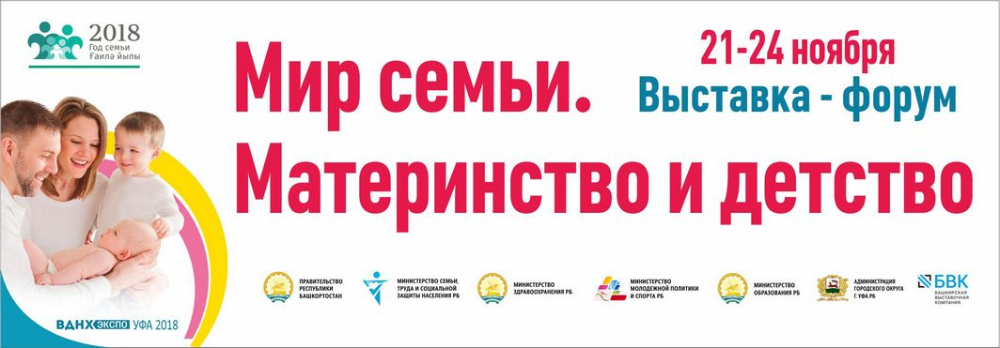 2018
Год семьи
Ғаилә йылы
Мир семьи.
Материнство и детство
21-24 ноября
Выставка - форум
ПРАВИТЕЛЬСТВО
РЕСПУБЛИКИ
БАШКОРТОСТАН
МИНИСТЕРСТВО СЕМЬИ,
ТРУДА И СОЦИАЛЬНОЙ
ЗАЩИТЫ НАСЕЛЕНИЯ РБ
МИНИСТЕРСТВО
ЗДРАВООХРАНЕНИЯ РБ
МИНИСТЕРСТВО
МОЛОДЕЖНОЙ ПОЛИТИКИ
И СПОРТА РБ
МИНИСТЕРСТВО
ОБРАЗОВАНИЯ РБ
АДМИНИСТРАЦИЯ
ГОРОДСКОГО ОКРУГА
Г. УФА РБ
БВК
БАШКИРСКАЯ
ВЫСТАВОЧНАЯ
КОМПАНИЯ
ВДНХ ЭКСПО УФА 2018